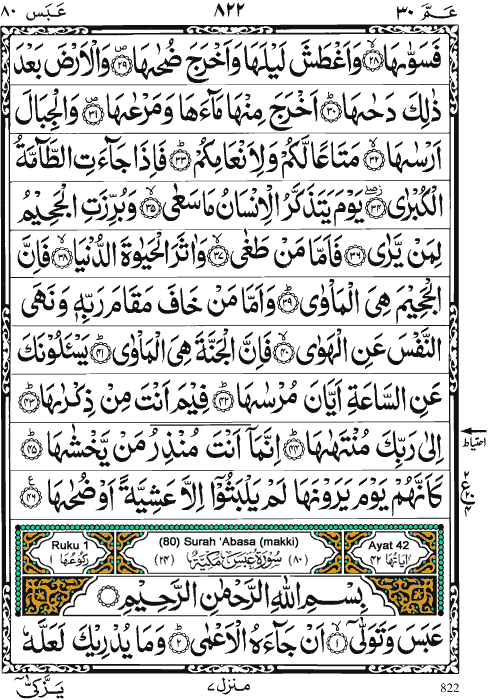 عَمَّ ٣٠ ٨٢٢ عَبَسَ ٨٠
فَسَوّٰىهَا ﴿٢٨﴾ وَاَغْطَشَ لَيْلَهَا وَاَخْرَجَ ضُحٰىهَا ﴿٢٩﴾ وَالْاَرْضَ بَعْدَ
ذٰلِكَ دَحٰىهَا ﴿٣٠﴾ اَخْرَجَ مِنْهَا مَآءَهَا وَمَرْعٰىهَا ﴿٣١﴾ وَالْجِبَالَ
اَرْسٰىهَا ﴿٣٢﴾ مَتَاعًا لَّكُمْ وَلِاَنْعَامِكُمْ ﴿٣٣﴾ فَاِذَا جَآءَتِ الطَّآمَّةُ
الْكُبْرٰى ﴿٣٤﴾ يَوْمَ يَتَذَكَّرُ الْاِنْسَانُ مَا سَعٰى ﴿٣٥﴾ وَبُرِّزَتِ الْجَحِيْمُ
لِمَنْ يَّرٰى ﴿٣٦﴾ فَاَمَّا مَنْ طَغٰى ﴿٣٧﴾ وَاٰثَرَ الْحَيٰوةَ الدُّنْيَا ﴿٣٨﴾ فَاِنَّ
الْجَحِيْمَ هِيَ الْمَاْوٰى ﴿٣٩﴾ وَاَمَّا مَنْ خَافَ مَقَامَ رَبِّهٖ وَنَهَى
النَّفْسَ عَنِ الْهَوٰى ﴿٤٠﴾ فَاِنَّ الْجَنَّةَ هِيَ الْمَاْوٰى ﴿٤١﴾ يَسْـَٔلُوْنَكَ
عَنِ السَّاعَةِ اَيَّانَ مُرْسٰىهَا ﴿٤٢﴾ فِيْمَ اَنْتَ مِنْ ذِكْرٰىهَا ﴿٤٣﴾
اِلٰى رَبِّكَ مُنْتَهٰىهَا ﴿٤٤﴾ اِنَّمَآ اَنْتَ مُنْذِرُ مَنْ يَّخْشٰىهَا ﴿٤٥﴾
احتیاط
كَاَنَّهُمْ يَوْمَ يَرَوْنَهَا لَمْ يَلْبَثُوْٓا اِلَّا عَشِيَّةً اَوْ ضُحٰىهَا ﴿٤٦﴾
٢ ع ٢٠ ٤
Ruku 1 (80) Surah ‘Abasa (makki) Ayat 42
اٰيَاتُهَا ٤٢ (٨٠) سُوْرَةُ عَبَسَ مَكِّيَّةٌ (٢٤) رُكُوْعُهَا ١
بِسْمِ اللّٰهِ الرَّحْمٰنِ الرَّحِيْمِ
عَبَسَ وَتَوَلّٰٓى ﴿١﴾ اَنْ جَآءَهُ الْاَعْمٰى ﴿٢﴾ وَمَا يُدْرِيْكَ لَعَلَّهٗ
822 منزل ٧ يَزَّكّٰٓى